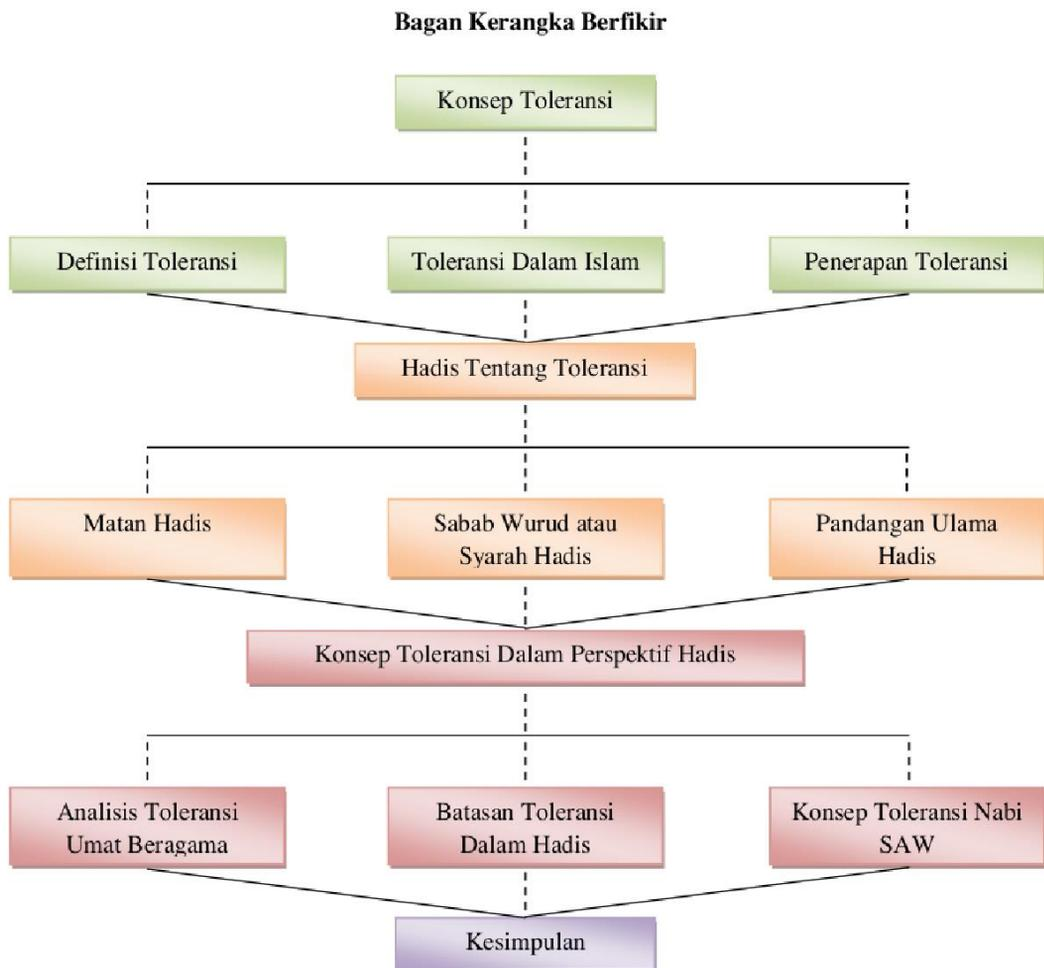 Bagan Kerangka Berfikir
Konsep Toleransi
Definisi Toleransi
Toleransi Dalam Islam
Penerapan Toleransi
Hadis Tentang Toleransi
Matan Hadis
Sabab Wurud atau
Syarah Hadis
Pandangan Ulama
Hadis
Konsep Toleransi Dalam Perspektif Hadis
Analisis Toleransi
Umat Beragama
Batasan Toleransi
Dalam Hadis
Konsep Toleransi Nabi
SAW
Kesimpulan